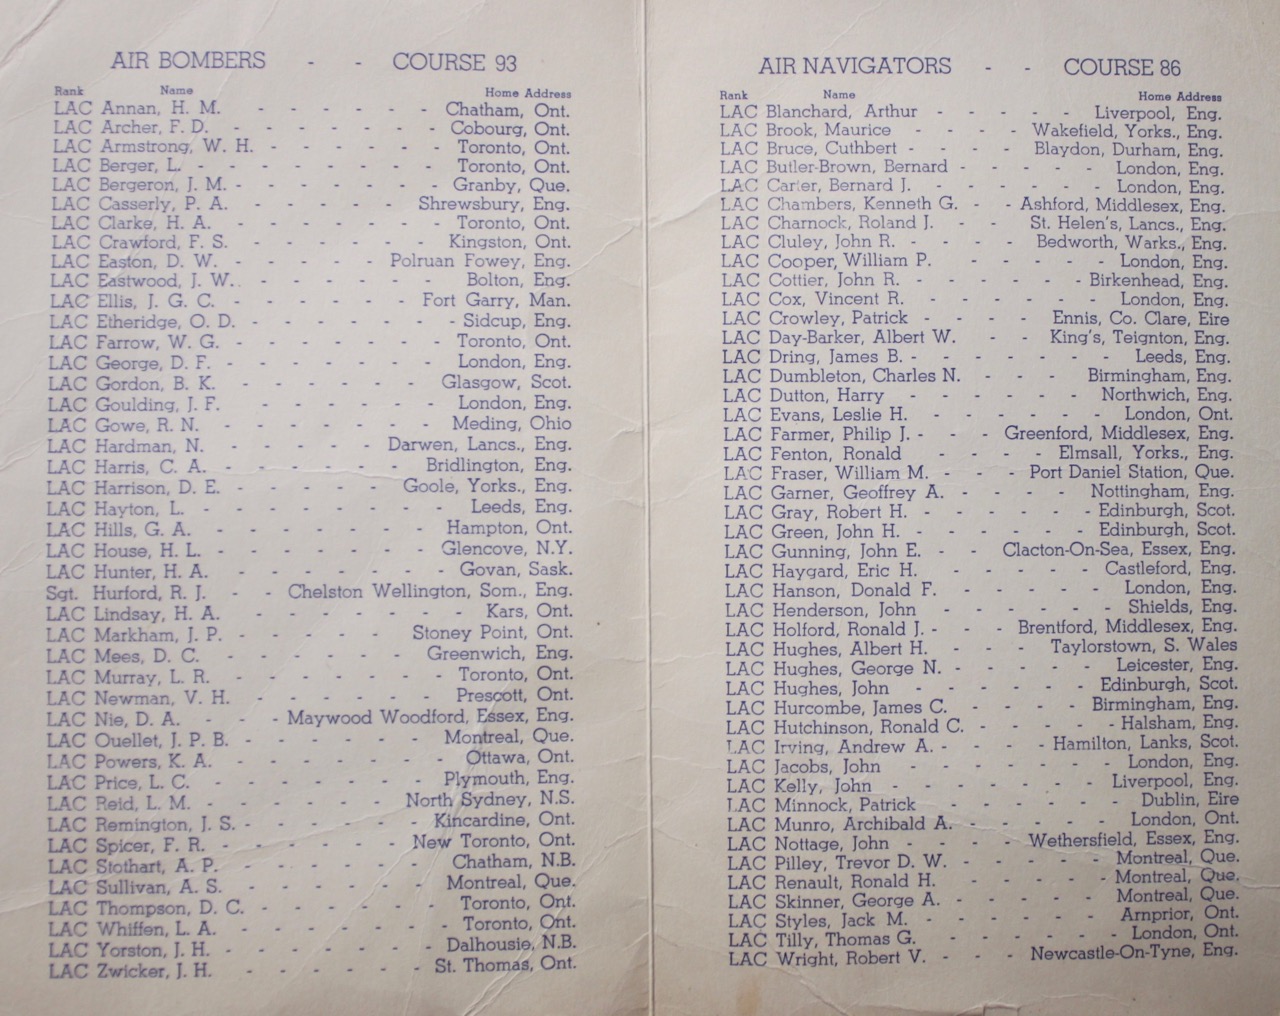 AIR BOMBERS - - COURSE 93
Rank Name Home Address
LAC Annan, H. M. - - - - - - Chatham, Ont.
LAC Archer, F. D. - - - - - - - Cobourg, Ont.
LAC Armstrong, W. H. - - - - - - Toronto, Ont.
LAC Berger, L. - - - - - - - - Toronto, Ont.
LAC Bergeron, J. M. - - - - - - - Granby, Que.
LAC Casserly, P. A. - - - - - Shrewsbury, Eng.
LAC Clarke, H. A. - - - - - - - Toronto, Ont.
LAC Crawford, F. S. - - - - - - Kingston, Ont.
LAC Easton, D. W. - - - - - Polruan Fowey, Eng.
LAC Eastwood, J. W. - - - - - - - Bolton, Eng.
LAC Ellis, J. G. C. - - - - - - Fort Garry, Man.
LAC Etheridge, O. D. - - - - - - - Sidcup, Eng.
LAC Farrow, W. G. - - - - - - - Toronto, Ont.
LAC George, D. F. - - - - - - - London, Eng.
LAC Gordon, B. K. - - - - - - Glasgow, Scot.
LAC Goulding, J. F. - - - - - - - London, Eng.
LAC Gowe, R. N. - - - - - - - Meding, Ohio
LAC Hardman, N. - - - - - Darwen, Lancs., Eng.
LAC Harris, C. A. - - - - - - - Bridlington, Eng.
LAC Harrison, D. E. - - - - - Goole, Yorks., Eng.
LAC Hayton, L. - - - - - - - - Leeds, Eng.
LAC Hills, G. A. - - - - - - - Hampton, Ont.
LAC House, H. L. - - - - - - - Glencove, N.Y.
LAC Hunter, H. A. - - - - - - - Govan, Sask.
Sgt. Hurford, R. J. - - Chelston Wellington, Som., Eng.
LAC Lindsay, H. A. - - - - - - - - Kars, Ont.
LAC Markham, J. P. - - - - - - Stoney Point, Ont.
LAC Mees, D. C. - - - - - - - Greenwich, Eng.
LAC Murray, L. R. - - - - - - - Toronto, Ont.
LAC Newman, V. H. - - - - - - Prescott, Ont.
LAC Nie, D. A. - - - - Maywood Woodford, Essex, Eng.
LAC Ouellet, J. P. B. - - - - - - Montreal, Que.
LAC Powers, K. A. - - - - - - - Ottawa, Ont.
LAC Price, L. C. - - - - - - - Plymouth, Eng.
LAC Reid, L. M. - - - - - - North Sydney, N.S.
LAC Remington, J. S. - - - - - - Kincardine, Ont.
LAC Spicer, F. R. - - - - - - New Toronto, Ont.
LAC Stothart, A. P. - - - - - - Chatham, N.B.
LAC Sullivan, A. S. - - - - - - Montreal, Que.
LAC Thompson, D. C. - - - - - - Toronto, Ont.
LAC Whiffen, L. A. - - - - - - - Toronto, Ont.
LAC Yorston, J. H. - - - - - - - Dalhousie, N.B.
LAC Zwicker, J. H. - - - - - - St. Thomas, Ont.
AIR NAVIGATORS - - COURSE 86
Rank Name Home Address
LAC Blanchard, Arthur - - - - - Liverpool, Eng.
LAC Brook, Maurice - - - - Wakefield, Yorks., Eng.
LAC Bruce, Cuthbert - - - - Blaydon, Durham, Eng.
LAC Butler-Brown, Bernard - - - - - London, Eng.
LAC Carter, Bernard J. - - - - - - London, Eng.
LAC Chambers, Kenneth G. - - Ashford, Middlesex, Eng.
LAC Charnock, Roland J. - - - St. Helen's, Lancs., Eng.
LAC Cluley, John R. - - - - Bedworth, Warks., Eng.
LAC Cooper, William P. - - - - - - London, Eng.
LAC Cottier, John R. - - - - - - Birkenhead, Eng.
LAC Cox, Vincent R. - - - - - - London, Eng.
LAC Crowley, Patrick - - - - Ennis, Co. Clare, Eire
LAC Day-Barker, Albert W. - - - King's, Teignton, Eng.
LAC Dring, James B. - - - - - - - Leeds, Eng.
LAC Dumbleton, Charles N. - - - - Birmingham, Eng.
LAC Dutton, Harry - - - - - - Northwich, Eng.
LAC Evans, Leslie H. - - - - - - London, Ont.
LAC Farmer, Philip J. - - - Greenford, Middlesex, Eng.
LAC Fenton, Ronald - - - - Elmsall, Yorks., Eng.
LAC Fraser, William M. - - - Port Daniel Station, Que.
LAC Garner, Geoffrey A. - - - - Nottingham, Eng.
LAC Gray, Robert H. - - - - - Edinburgh, Scot.
LAC Green, John H. - - - - - Edinburgh, Scot.
LAC Gunning, John E. - - Clacton-On-Sea, Essex, Eng.
LAC Haygard, Eric H. - - - - - Castleford, Eng.
LAC Hanson, Donald F. - - - - - London, Eng.
LAC Henderson, John - - - - - - Shields, Eng.
LAC Holford, Ronald J. - - - Brentford, Middlesex, Eng.
LAC Hughes, Albert H. - - - - Taylorstown, S. Wales
LAC Hughes, George N. - - - - - Leicester, Eng.
LAC Hughes, John - - - - - - Edinburgh, Scot.
LAC Hurcombe, James C. - - - - Birmingham, Eng.
LAC Hutchinson, Ronald C. - - - - - Halsham, Eng.
LAC Irving, Andrew A. - - - - Hamilton, Lanks, Scot.
LAC Jacobs, John - - - - - - - London, Eng.
LAC Kelly, John - - - - - - - Liverpool, Eng.
LAC Minnock, Patrick - - - - - - Dublin, Eire
LAC Munro, Archibald A. - - - - - London, Ont.
LAC Nottage, John - - - - Wethersfield, Essex, Eng.
LAC Pilley, Trevor D. W. - - - - - Montreal, Que.
LAC Renault, Ronald H. - - - - - Montreal, Que.
LAC Skinner, George A. - - - - - Montreal, Que.
LAC Styles, Jack M. - - - - - - Arnprior, Ont.
LAC Tilly, Thomas G. - - - - - - London, Ont.
LAC Wright, Robert V. - - - Newcastle-On-Tyne, Eng.